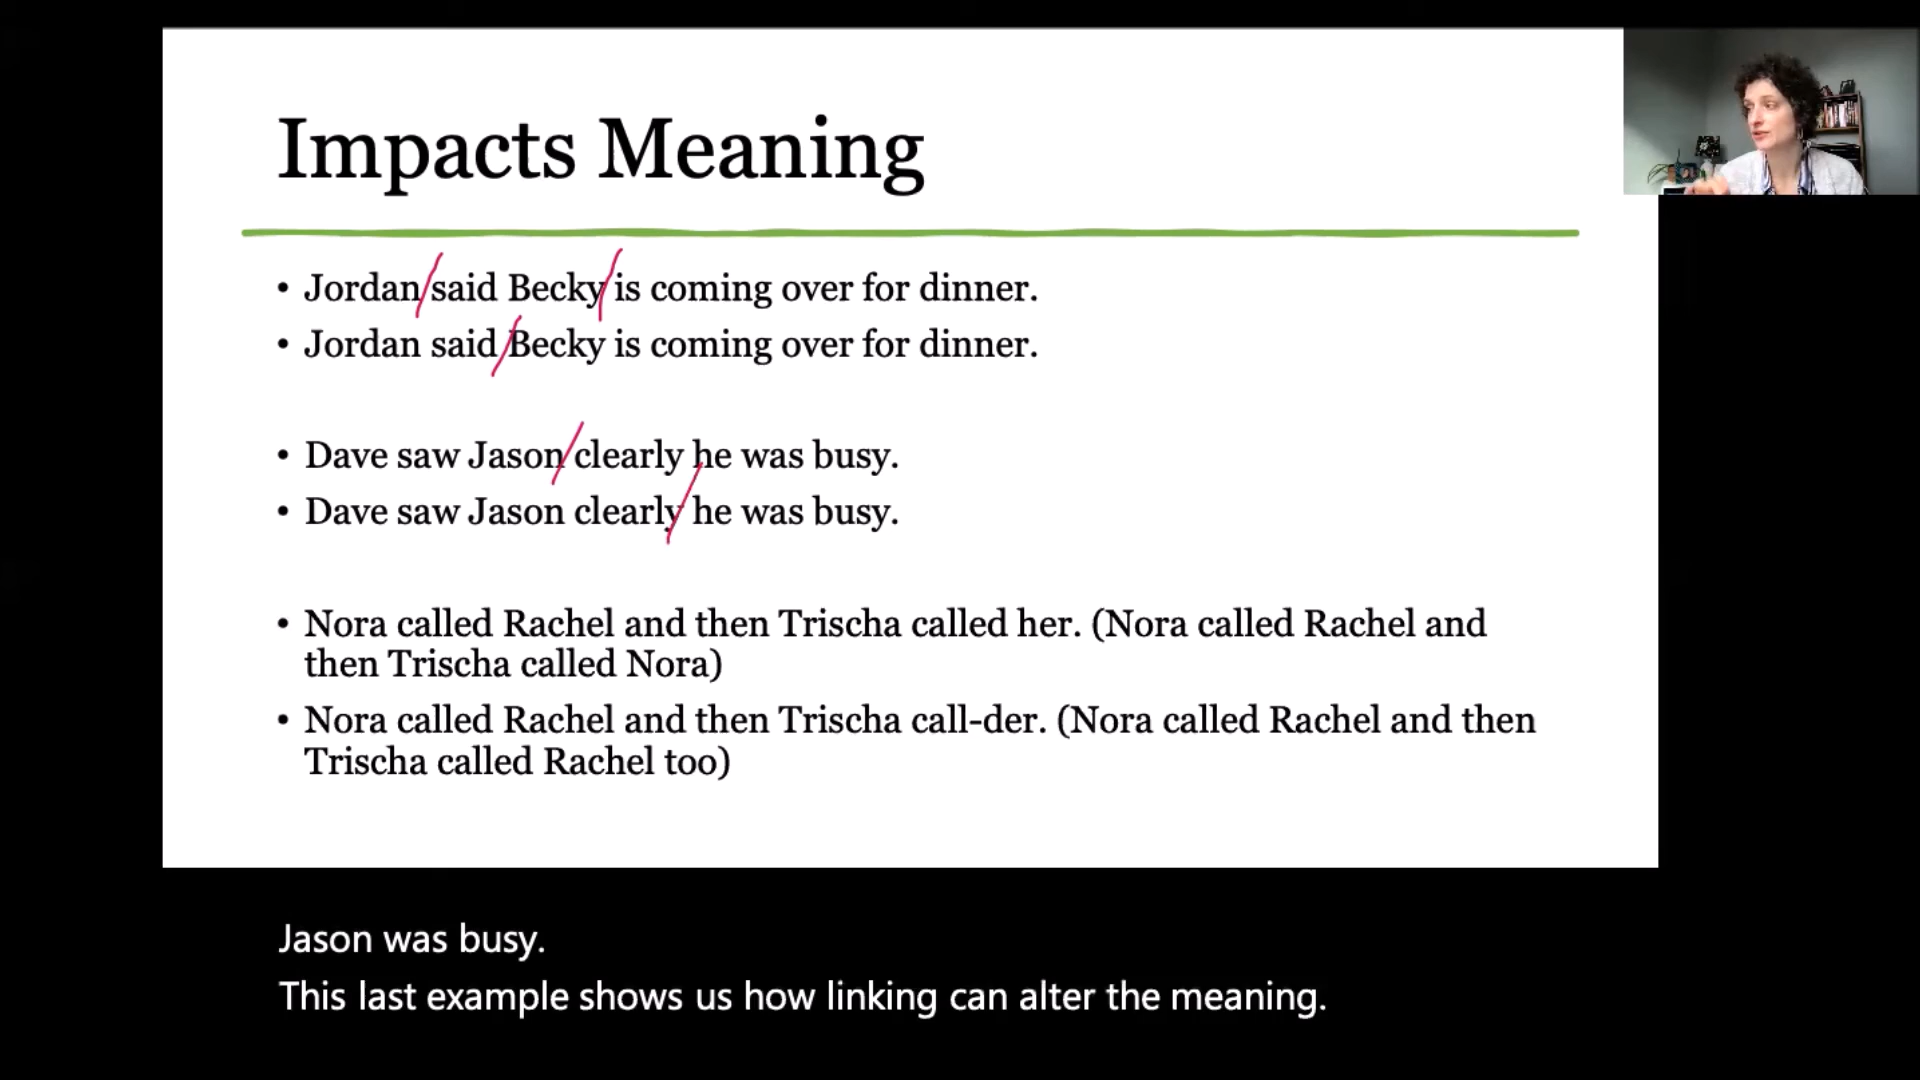 Impacts Meaning
• Jordan/said Becky/is coming over for dinner.
• Jordan said/Becky is coming over for dinner.
• Dave saw Jason/clearly he was busy.
• Dave saw Jason clearly/he was busy.
• Nora called Rachel and then Trischa called her. (Nora called Rachel and
then Trischa called Nora)
• Nora called Rachel and then Trischa call-der. (Nora called Rachel and then
Trischa called Rachel too)
Jason was busy.
This last example shows us how linking can alter the meaning.